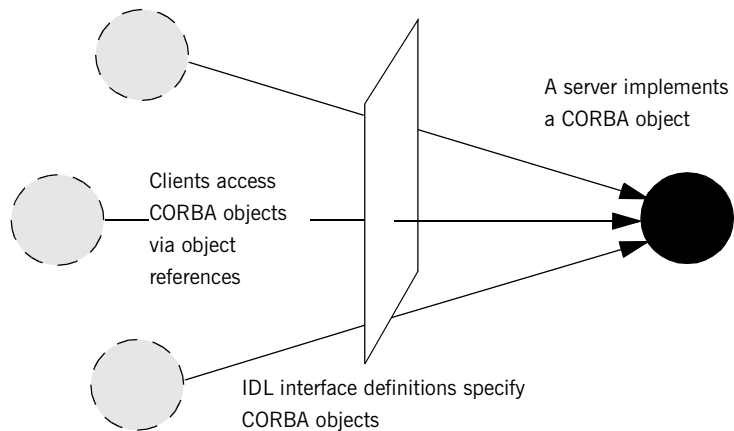 A server implements
a CORBA object
Clients access
CORBA objects
via object
references
IDL interface definitions specify
CORBA objects